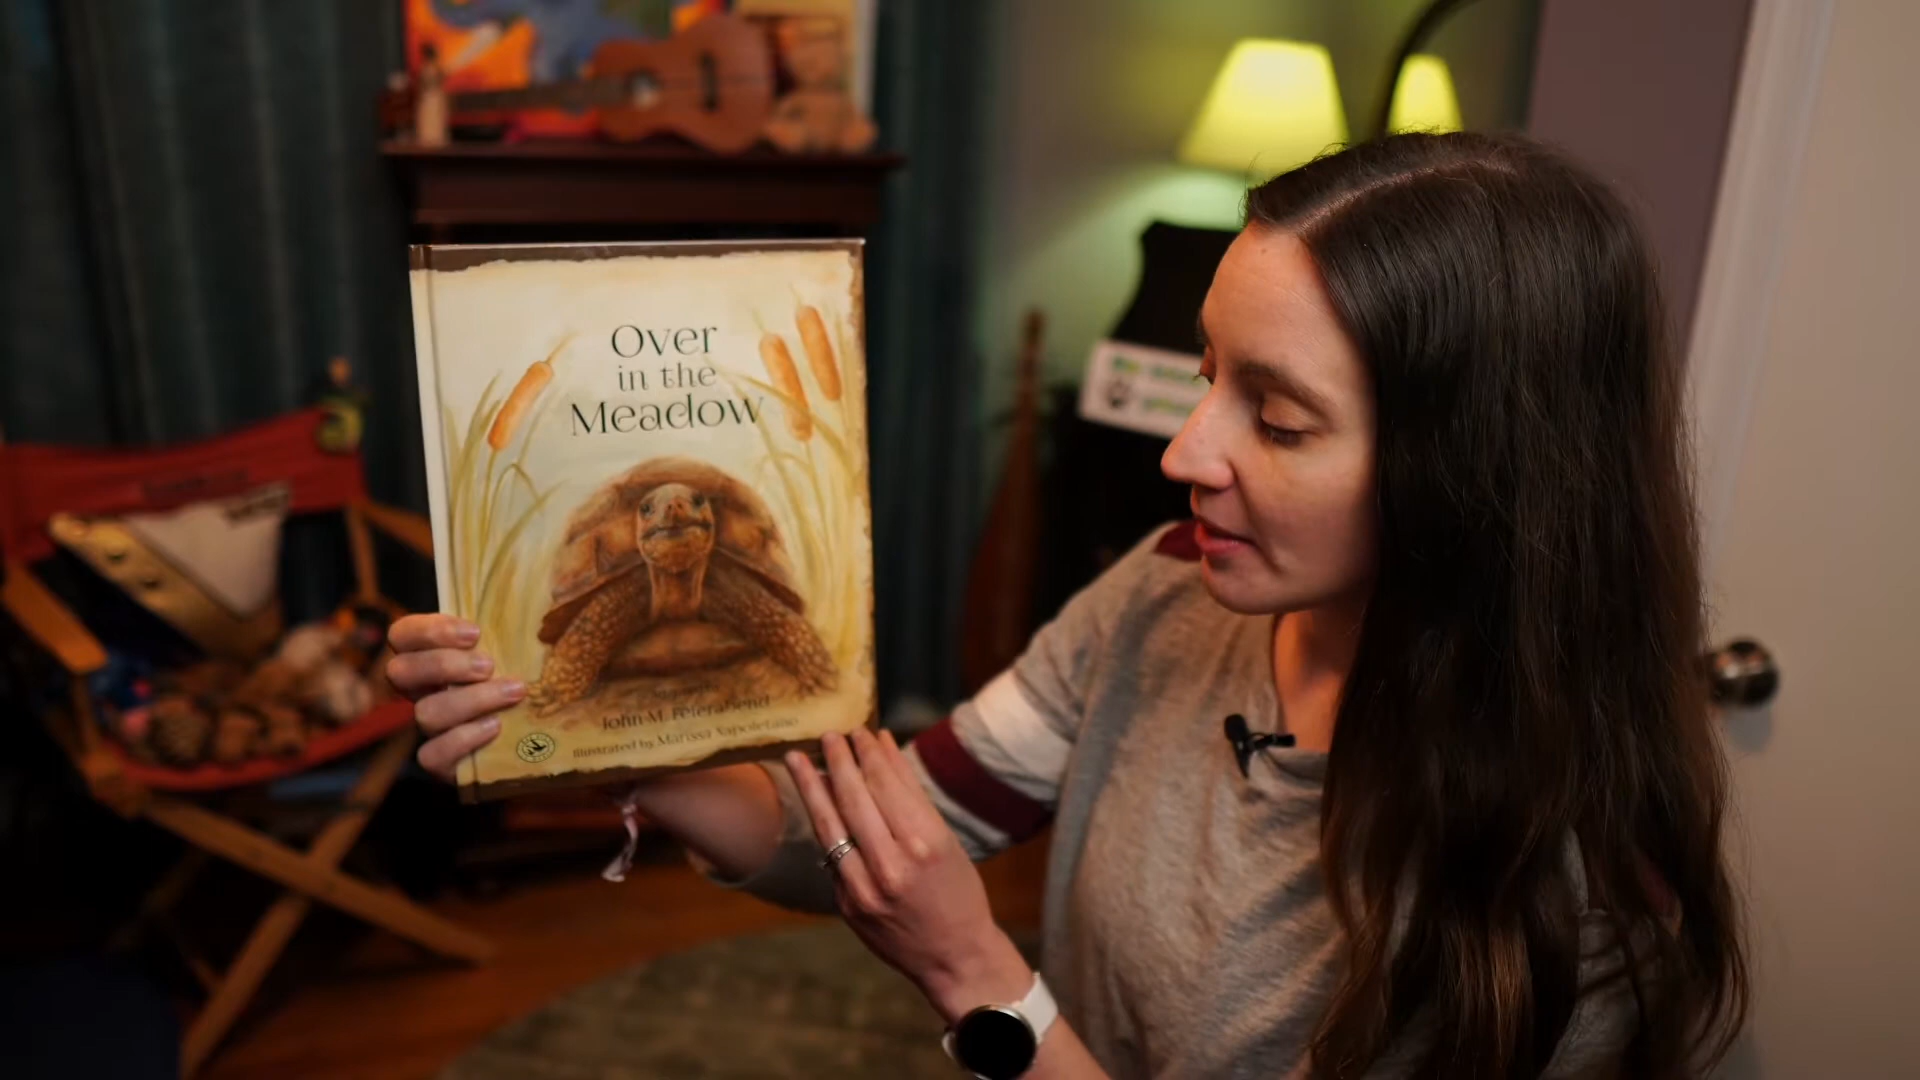 Over
in the
Meadow
John M. Feierabend
Illustrated by Marissa Napoletano